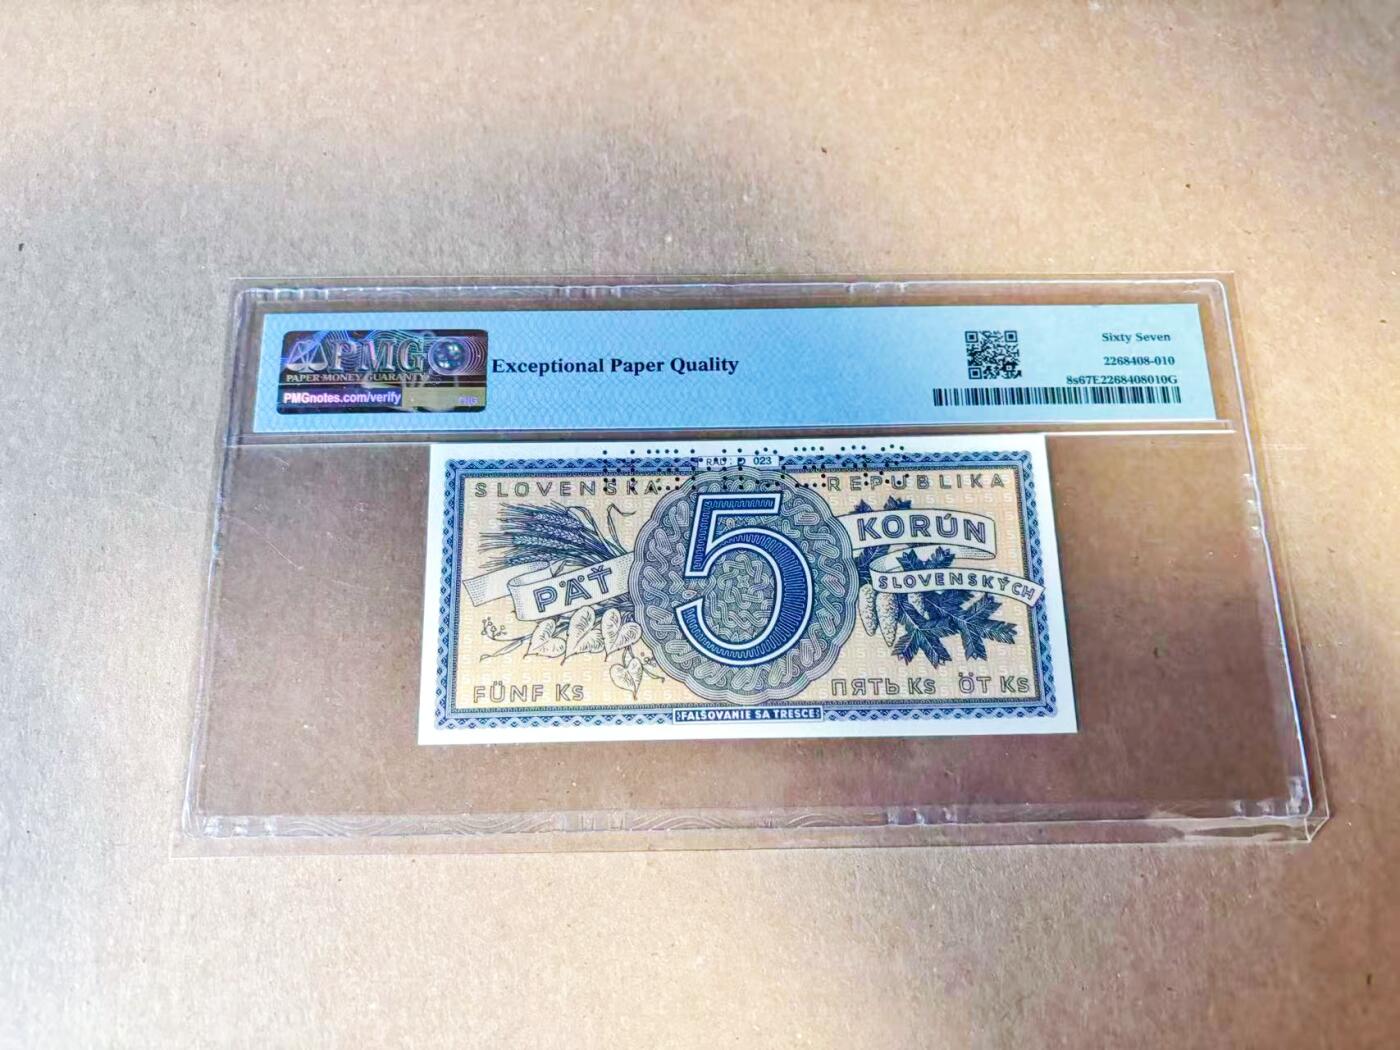 PMG
PAPER MONEY GUARANTY
PMGnotes.com/verify
Exceptional Paper Quality
Sixty Seven
2268408-010
8s67E2268408010G
023
SLOVENSKÁ REPUBLIKA
5
PÄŤ
KORÚN
SLOVENSKÝCH
FÜNF Ks
ПЯТЬ Ks ÖT Ks
FALŠOVANIE SA TRESCE